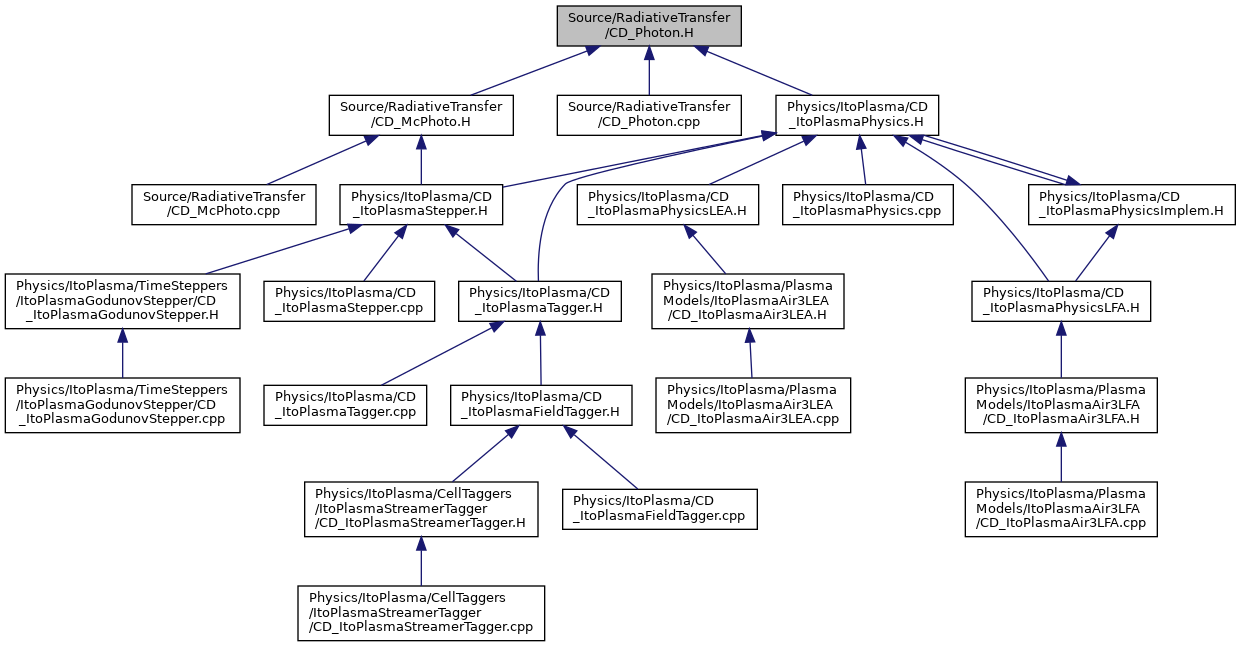 Source/RadiativeTransfer
/CD_Photon.H
Source/RadiativeTransfer
/CD_McPhoto.H
Source/RadiativeTransfer
/CD_Photon.cpp
Physics/ItoPlasma/CD
_ItoPlasmaPhysics.H
Source/RadiativeTransfer
/CD_McPhoto.cpp
Physics/ItoPlasma/CD
_ItoPlasmaStepper.H
Physics/ItoPlasma/CD
_ItoPlasmaPhysicsLEA.H
Physics/ItoPlasma/CD
_ItoPlasmaPhysics.cpp
Physics/ItoPlasma/CD
_ItoPlasmaPhysicsImplem.H
Physics/ItoPlasma/TimeSteppers
/ItoPlasmaGodunovStepper/CD
_ItoPlasmaGodunovStepper.H
Physics/ItoPlasma/CD
_ItoPlasmaStepper.cpp
Physics/ItoPlasma/CD
_ItoPlasmaTagger.H
Physics/ItoPlasma/Plasma
Models/ItoPlasmaAir3LEA
/CD_ItoPlasmaAir3LEA.H
Physics/ItoPlasma/CD
_ItoPlasmaPhysicsLFA.H
Physics/ItoPlasma/TimeSteppers
/ItoPlasmaGodunovStepper/CD
_ItoPlasmaGodunovStepper.cpp
Physics/ItoPlasma/CD
_ItoPlasmaTagger.cpp
Physics/ItoPlasma/CD
_ItoPlasmaFieldTagger.H
Physics/ItoPlasma/Plasma
Models/ItoPlasmaAir3LEA
/CD_ItoPlasmaAir3LEA.cpp
Physics/ItoPlasma/Plasma
Models/ItoPlasmaAir3LFA
/CD_ItoPlasmaAir3LFA.H
Physics/ItoPlasma/CellTaggers
/ItoPlasmaStreamerTagger
/CD_ItoPlasmaStreamerTagger.H
Physics/ItoPlasma/CD
_ItoPlasmaFieldTagger.cpp
Physics/ItoPlasma/Plasma
Models/ItoPlasmaAir3LFA
/CD_ItoPlasmaAir3LFA.cpp
Physics/ItoPlasma/CellTaggers
/ItoPlasmaStreamerTagger
/CD_ItoPlasmaStreamerTagger.cpp